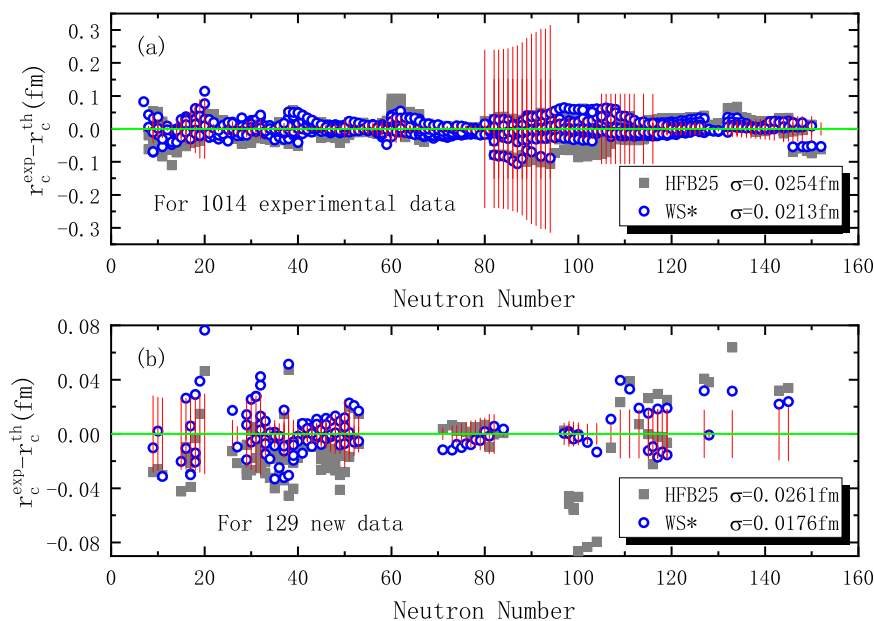 (a)
r_c^exp − r_c^th (fm)
0.3
0.2
0.1
0.0
-0.1
-0.2
-0.3
For 1014 experimental data
HFB25 σ=0.0254fm
WS* σ=0.0213fm
0 20 40 60 80 100 120 140 160
Neutron Number
(b)
r_c^exp − r_c^th (fm)
0.08
0.04
0.00
-0.04
-0.08
For 129 new data
HFB25 σ=0.0261fm
WS* σ=0.0176fm
0 20 40 60 80 100 120 140 160
Neutron Number